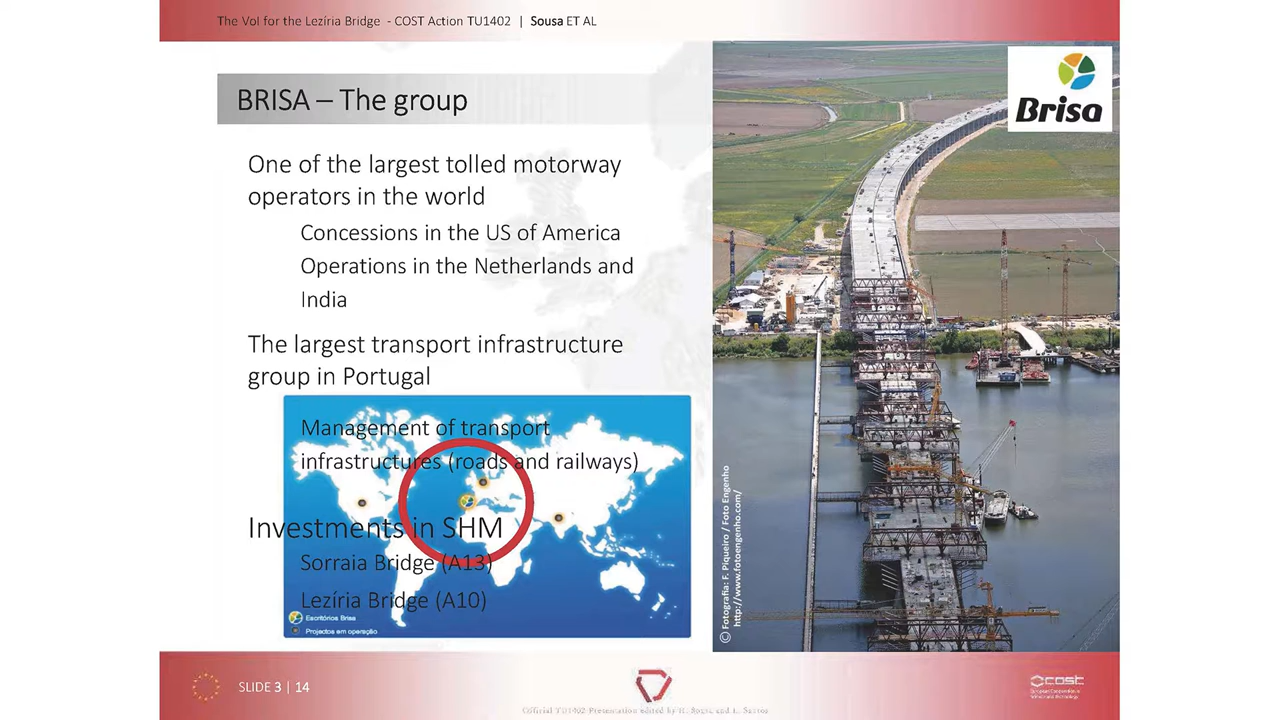 The VoI for the Lezíria Bridge - COST Action TU1402 | Sousa ET AL
BRISA – The group
One of the largest tolled motorway
operators in the world
Concessions in the US of America
Operations in the Netherlands and
India
The largest transport infrastructure
group in Portugal
Management of transport
infrastructures (roads and railways)
Investments in SHM
Sorraia Bridge (A13)
Lezíria Bridge (A10)
Escritórios Brisa
Projectos em operação
Brisa
© Fotografia: F. Piqueiro / Foto Engenho
http://www.fotoengenho.com/
SLIDE 3 | 14
Official TU1402 Presentation edited by H. Sousa and L. Santos
cost